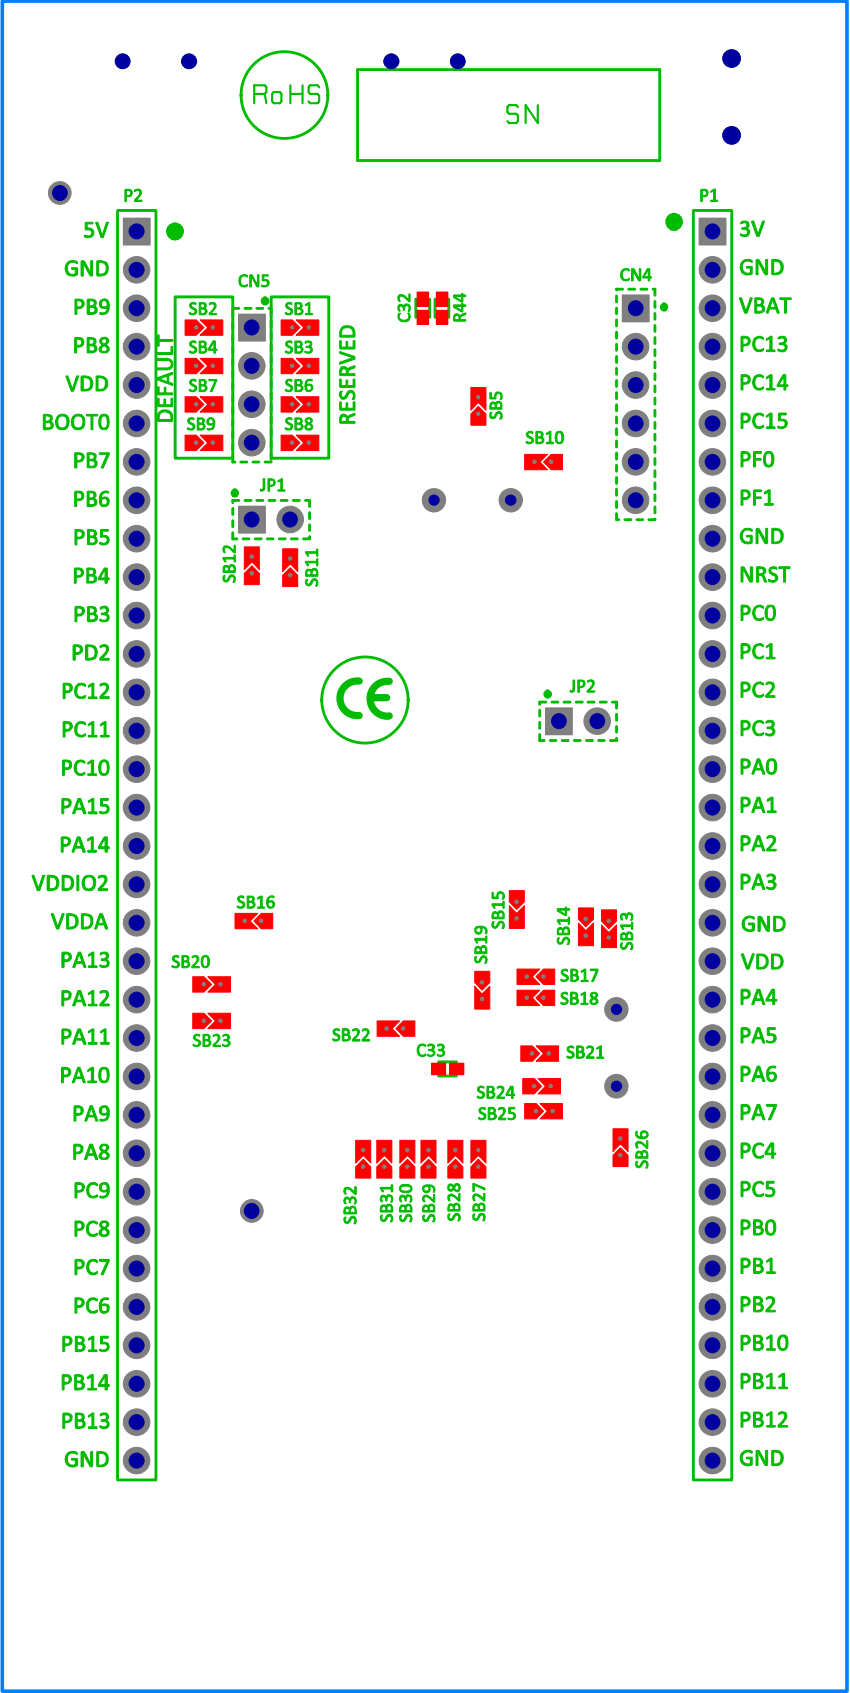 RoHS
SN
P2
P1
5V
3V
GND
GND
CN5
CN4
PB9
SB2
SB1
C32
R44
VBAT
PB8
SB4
SB3
PC13
DEFAULT
RESERVED
VDD
SB7
SB6
SB5
PC14
BOOT0
SB9
SB8
PC15
PB7
SB10
PF0
PB6
JP1
PF1
PB5
GND
PB4
SB12
SB11
NRST
PB3
PC0
PD2
PC1
PC12
CE
JP2
PC2
PC11
PC3
PC10
PA0
PA15
PA1
PA14
PA2
VDDIO2
PA3
SB16
SB15
VDDA
SB14
SB13
GND
SB19
PA13
SB20
SB17
VDD
PA12
SB18
PA4
PA11
SB23
SB22
PA5
C33
SB21
PA10
SB24
PA6
PA9
SB25
PA7
PA8
SB26
PC4
PC9
SB32
SB31
SB30
SB29
SB28
SB27
PC5
PC8
PB0
PC7
PB1
PC6
PB2
PB15
PB10
PB14
PB11
PB13
PB12
GND
GND